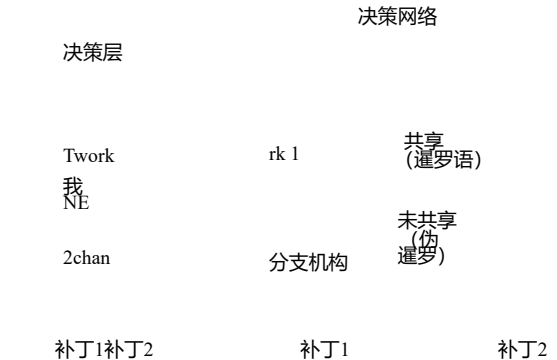 决策网络
决策层
Twork
rk 1
共享
(暹罗语)
我
NE
未共享
(伪
暹罗)
2chan
分支机构
补丁1补丁2
补丁1
补丁2